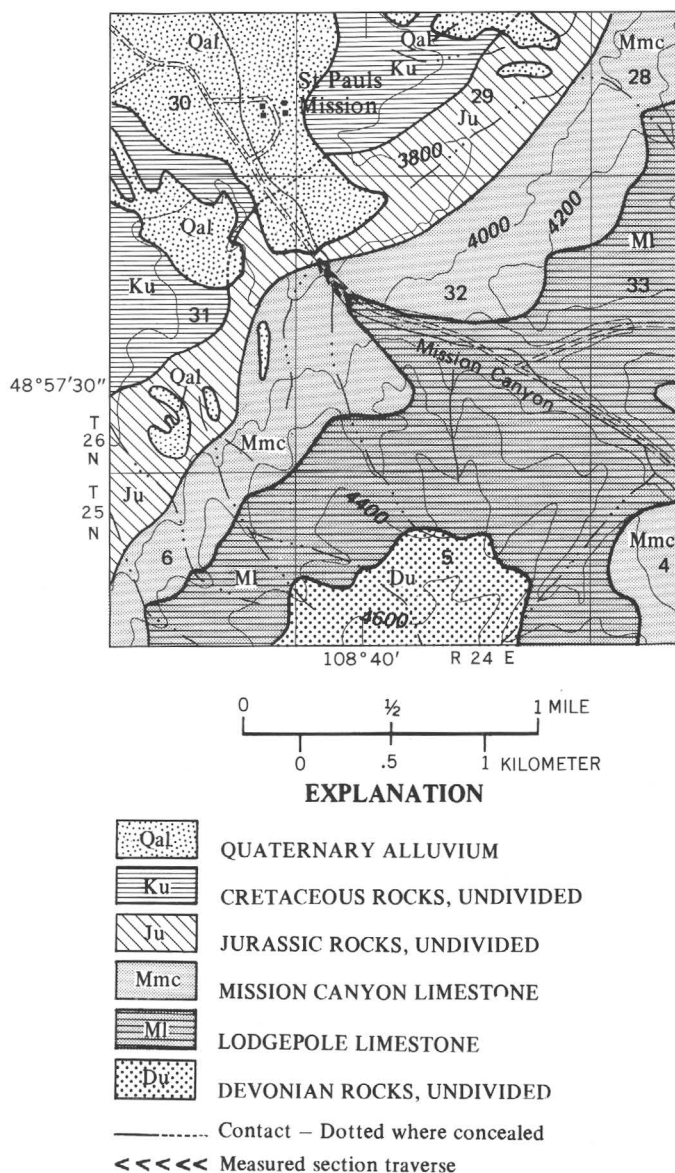 Qal
Qal
Mmc
Ku
28
St Pauls
Mission
30
29
Ju
3800
4000
4200
Qal
Ml
Ku
31
32
33
Mission Canyon
48°57'30"
Qal
T
26
N
Mmc
T
25
N
Ju
4400
6
Ml
Du
5
Mmc
4
4600
108°40' R 24 E
0 ½ 1 MILE
0 .5 1 KILOMETER
EXPLANATION
Qal QUATERNARY ALLUVIUM
Ku CRETACEOUS ROCKS, UNDIVIDED
Ju JURASSIC ROCKS, UNDIVIDED
Mmc MISSION CANYON LIMESTONE
Ml LODGEPOLE LIMESTONE
Du DEVONIAN ROCKS, UNDIVIDED
Contact – Dotted where concealed
Measured section traverse